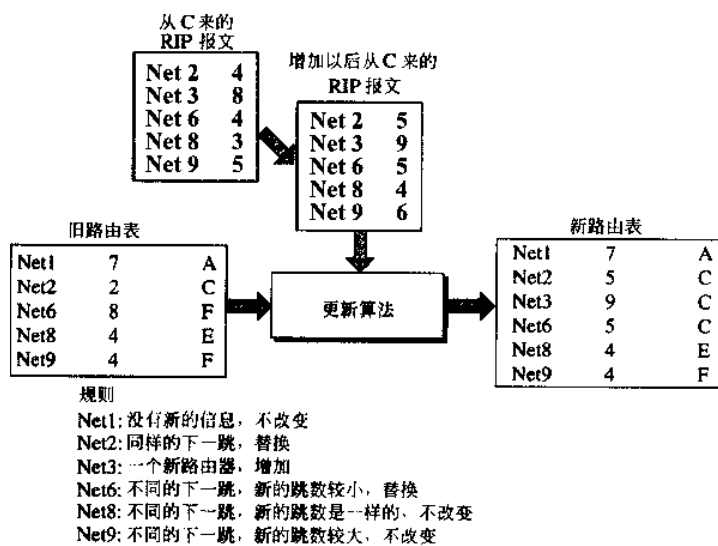 从C来的
RIP 报文
Net 2 4
Net 3 8
Net 6 4
Net 8 3
Net 9 5
增加以后从C来的
RIP 报文
Net 2 5
Net 3 9
Net 6 5
Net 8 4
Net 9 6
旧路由表
Net1 7 A
Net2 2 C
Net6 8 F
Net8 4 E
Net9 4 F
更新算法
新路由表
Net1 7 A
Net2 5 C
Net3 9 C
Net6 5 C
Net8 4 E
Net9 4 F
规则
Net1: 没有新的信息，不改变
Net2: 同样的下一跳，替换
Net3: 一个新路由器，增加
Net6: 不同的下一跳，新的跳数较小，替换
Net8: 不同的下一跳，新的跳数是一样的，不改变
Net9: 不同的下一跳，新的跳数较大，不改变